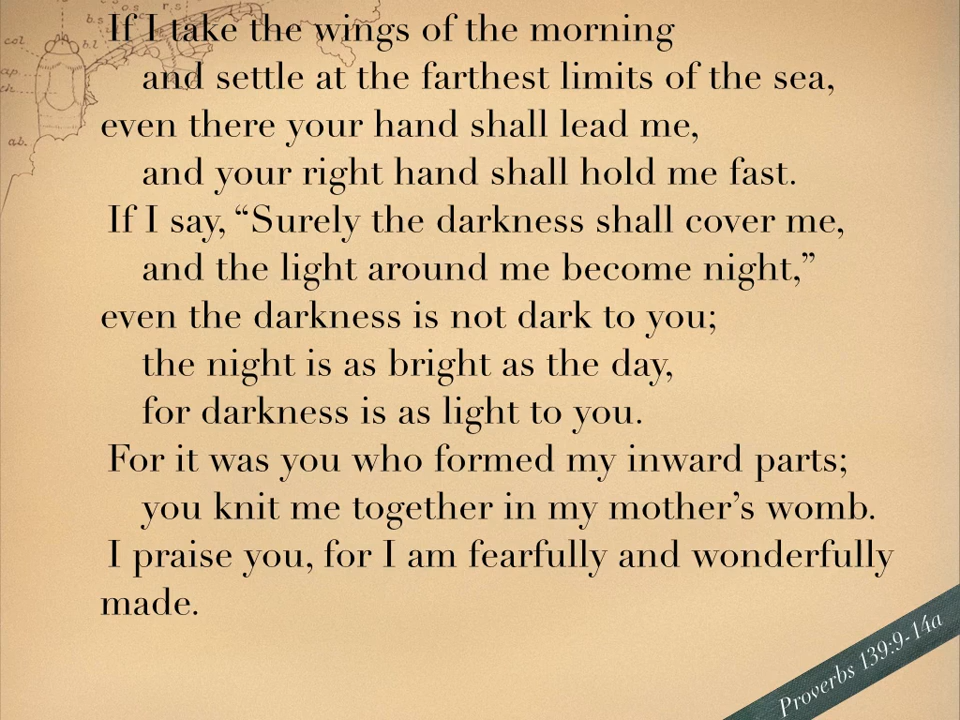 If I take the wings of the morning
and settle at the farthest limits of the sea,
even there your hand shall lead me,
and your right hand shall hold me fast.
If I say, “Surely the darkness shall cover me,
and the light around me become night,”
even the darkness is not dark to you;
the night is as bright as the day,
for darkness is as light to you.
For it was you who formed my inward parts;
you knit me together in my mother’s womb.
I praise you, for I am fearfully and wonderfully
made.
Proverbs 139:9-14a
col.
b.l
ab.